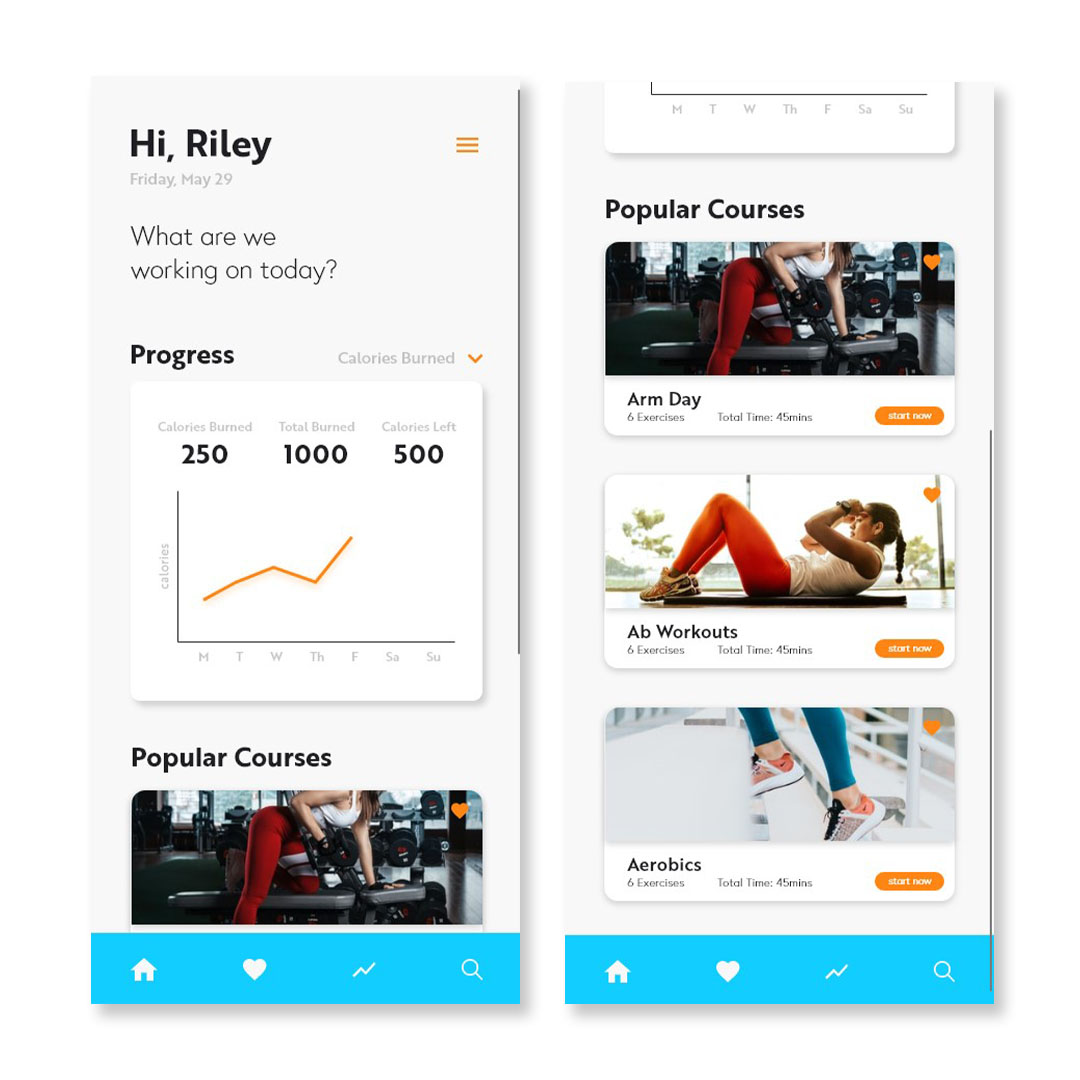 Hi, Riley
Friday, May 29
What are we
working on today?
Progress
Calories Burned
Calories Burned Total Burned Calories Left
250 1000 500
calories
M T W Th F Sa Su
Popular Courses
M T W Th F Sa Su
Popular Courses
Arm Day
6 Exercises Total Time: 45mins
start now
Ab Workouts
6 Exercises Total Time: 45mins
start now
Aerobics
6 Exercises Total Time: 45mins
start now